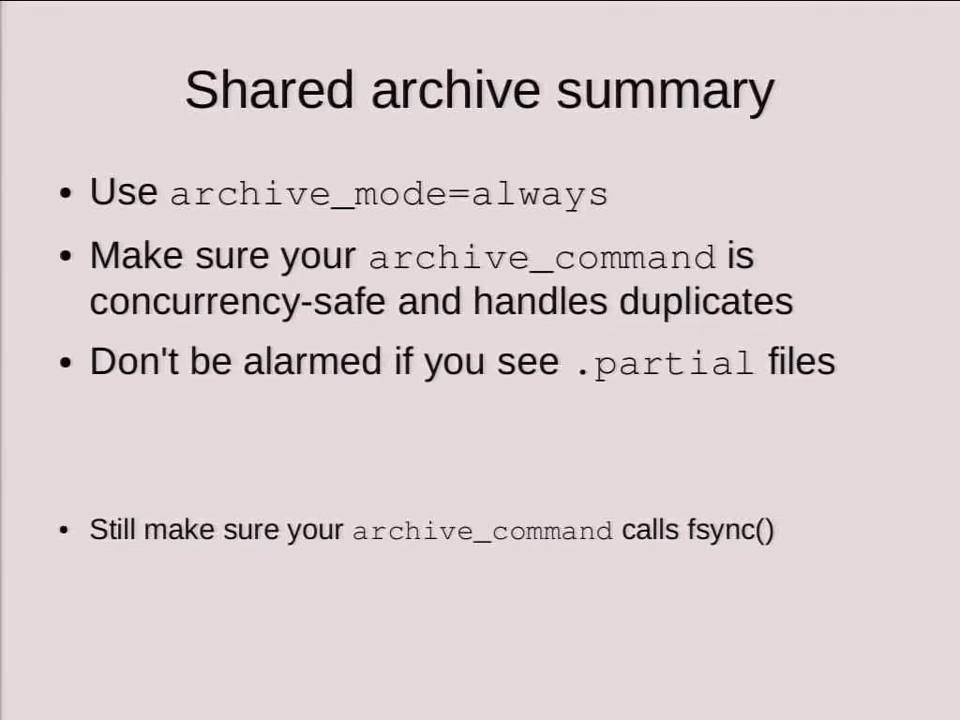 Shared archive summary
• Use archive_mode=always
• Make sure your archive_command is
concurrency-safe and handles duplicates
• Don't be alarmed if you see .partial files
• Still make sure your archive_command calls fsync()